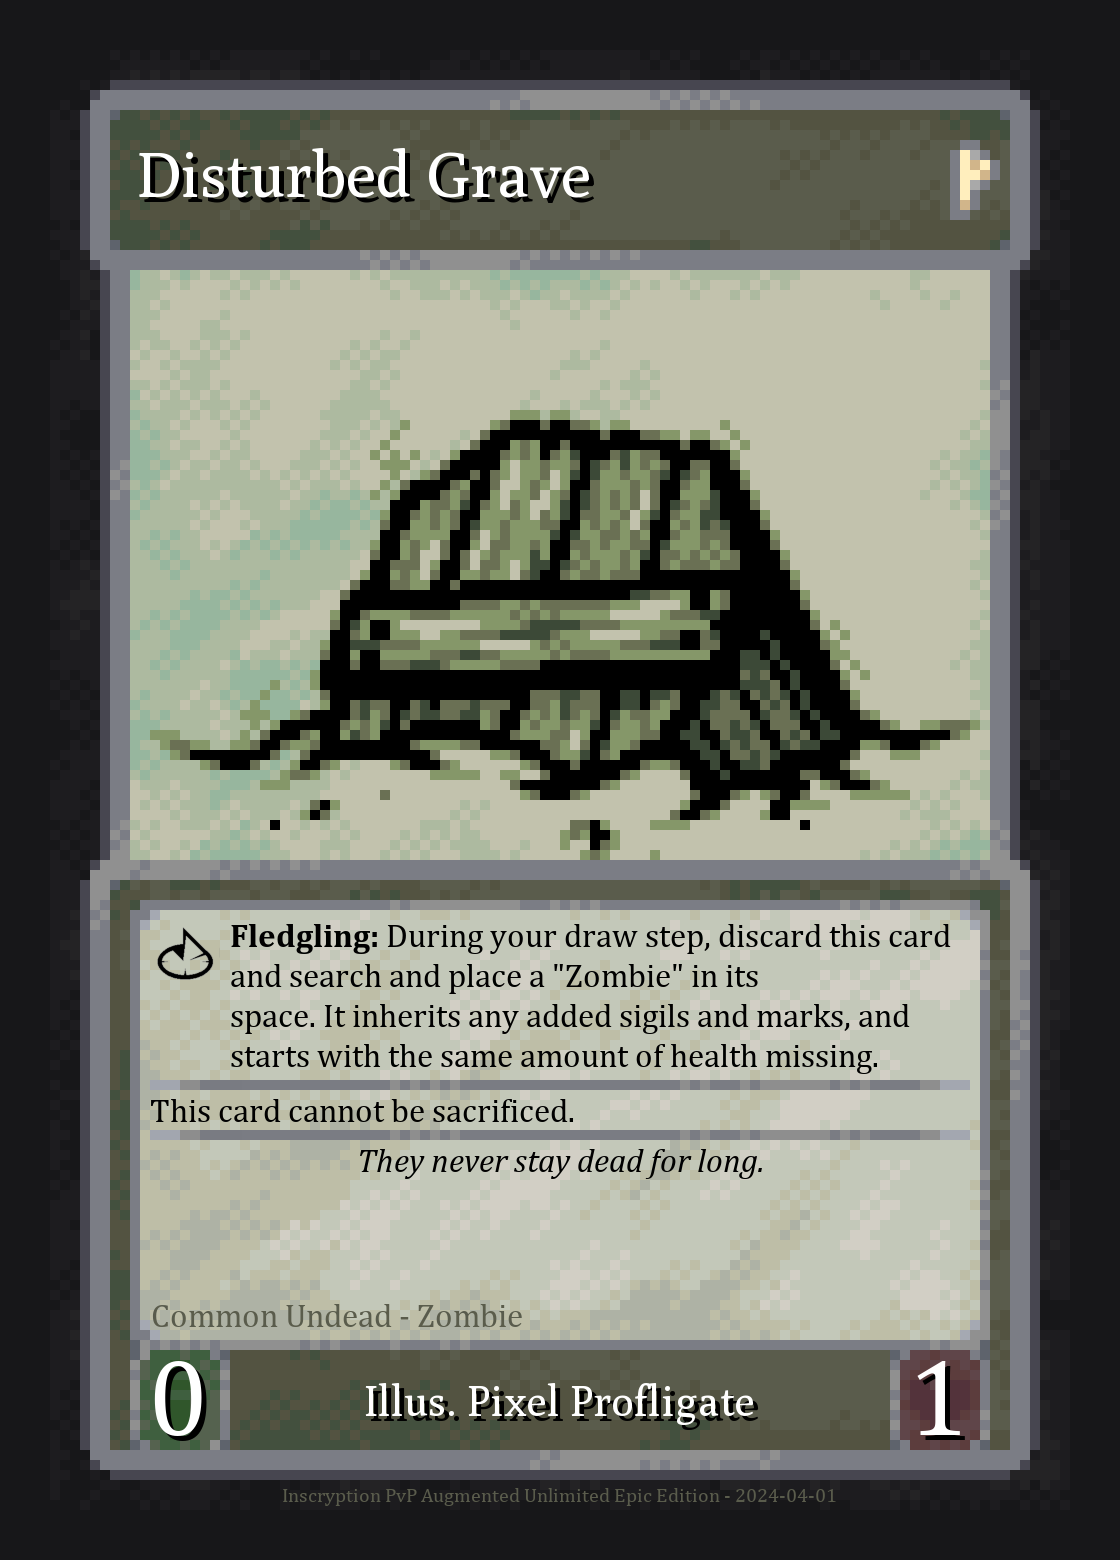 Disturbed Grave
Fledgling: During your draw step, discard this card
and search and place a "Zombie" in its
space. It inherits any added sigils and marks, and
starts with the same amount of health missing.
This card cannot be sacrificed.
They never stay dead for long.
Common Undead - Zombie
0
Illus. Pixel Profligate
1
Inscryption PvP Augmented Unlimited Epic Edition - 2024-04-01